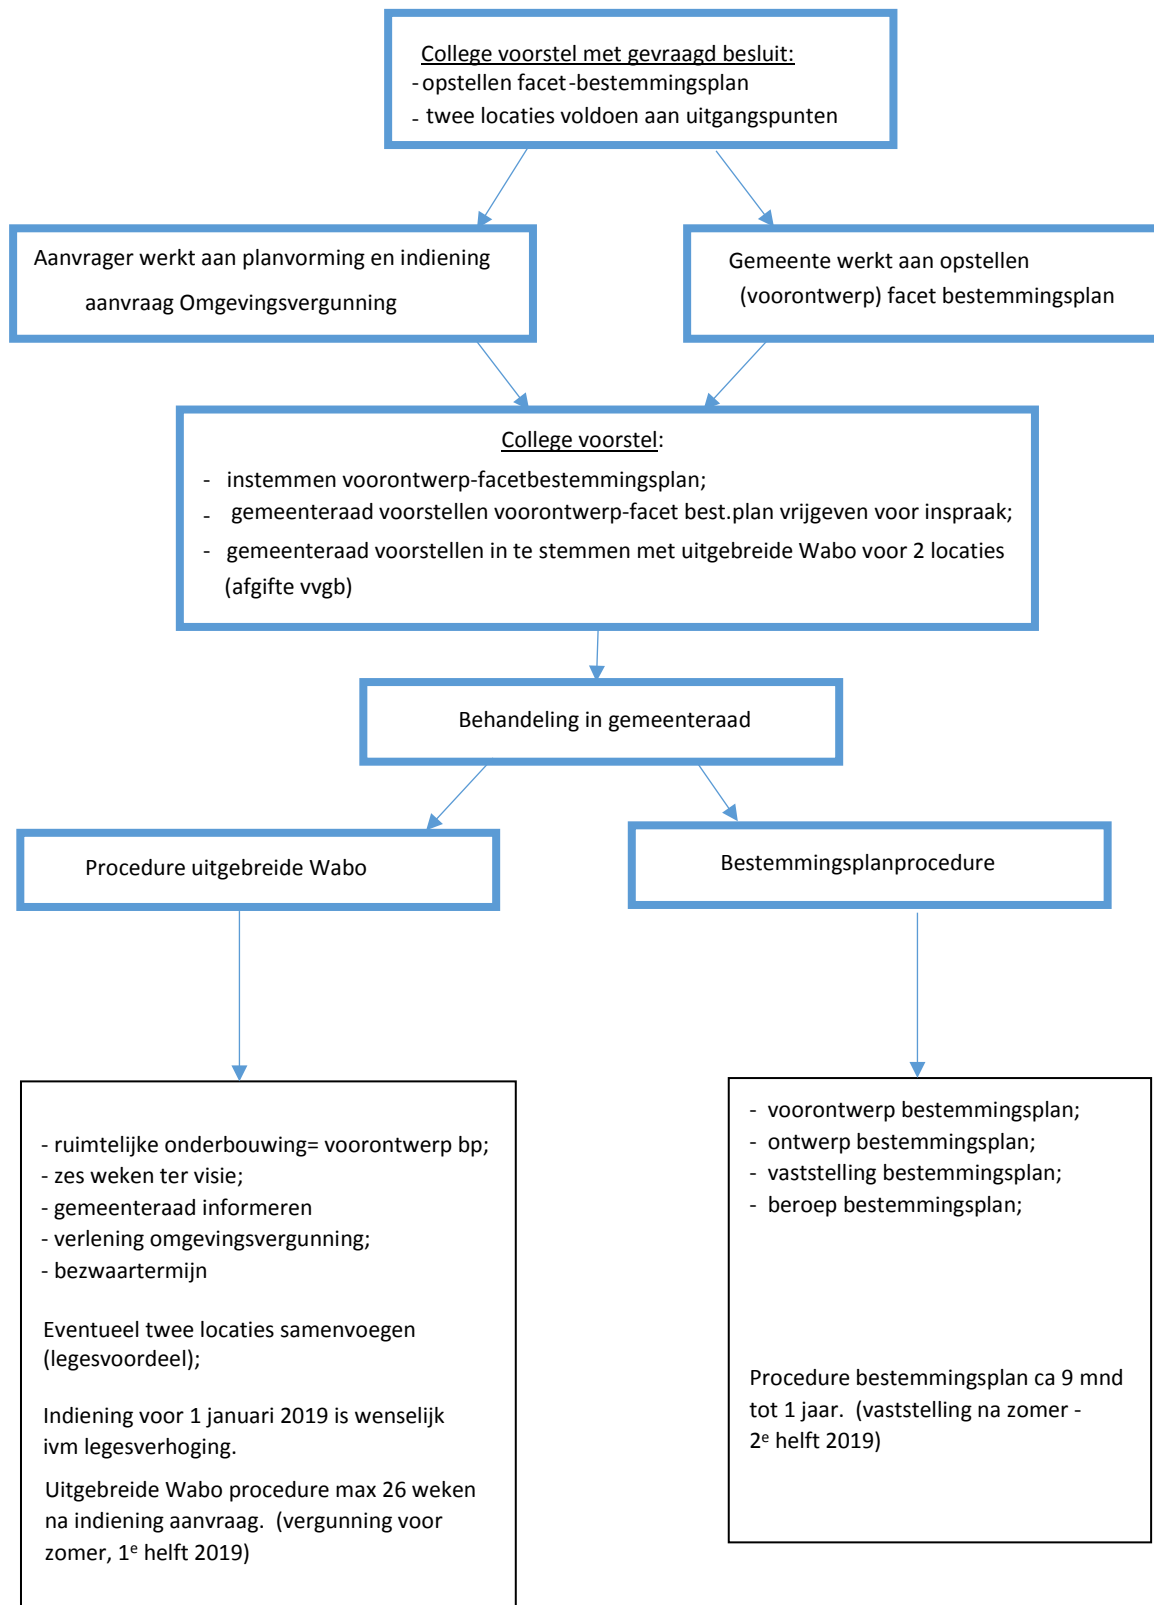 College voorstel met gevraagd besluit:
- opstellen facet-bestemmingsplan
- twee locaties voldoen aan uitgangspunten
Aanvrager werkt aan planvorming en indiening
aanvraag Omgevingsvergunning
Gemeente werkt aan opstellen
(voorontwerp) facet bestemmingsplan
College voorstel:
- instemmen voorontwerp-facetbestemmingsplan;
- gemeenteraad voorstellen voorontwerp-facet best.plan vrijgeven voor inspraak;
- gemeenteraad voorstellen in te stemmen met uitgebreide Wabo voor 2 locaties
(afgifte vvgb)
Behandeling in gemeenteraad
Procedure uitgebreide Wabo
Bestemmingsplanprocedure
- ruimtelijke onderbouwing= voorontwerp bp;
- zes weken ter visie;
- gemeenteraad informeren
- verlening omgevingsvergunning;
- bezwaartermijn
Eventueel twee locaties samenvoegen
(legesvoordeel);
Indiening voor 1 januari 2019 is wenselijk
ivm legesverhoging.
Uitgebreide Wabo procedure max 26 weken
na indiening aanvraag. (vergunning voor
zomer, 1e helft 2019)
- voorontwerp bestemmingsplan;
- ontwerp bestemmingsplan;
- vaststelling bestemmingsplan;
- beroep bestemmingsplan;
Procedure bestemmingsplan ca 9 mnd
tot 1 jaar. (vaststelling na zomer -
2e helft 2019)